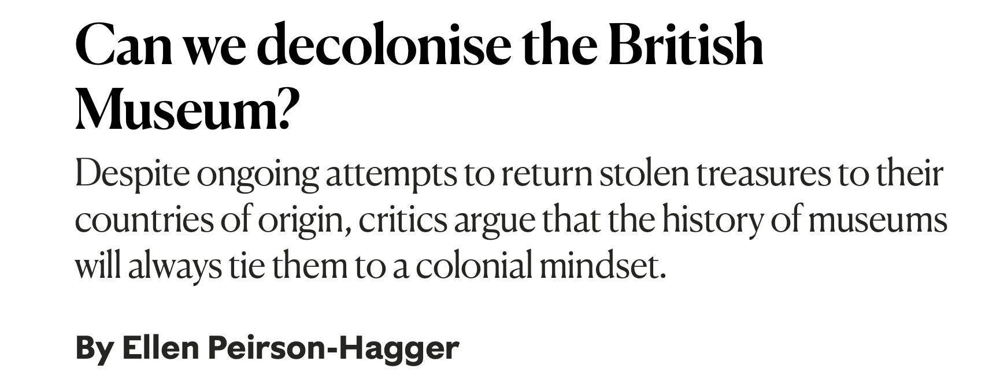 Can we decolonise the British
Museum?
Despite ongoing attempts to return stolen treasures to their
countries of origin, critics argue that the history of museums
will always tie them to a colonial mindset.
By Ellen Peirson-Hagger